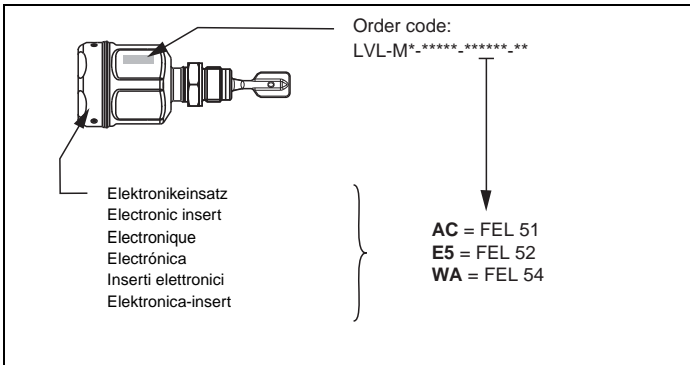 Order code:
LVL-M*-*****-******-**
Elektronikeinsatz
Electronic insert
Electronique
Electrónica
Inserti elettronici
Elektronica-insert
AC = FEL 51
E5 = FEL 52
WA = FEL 54